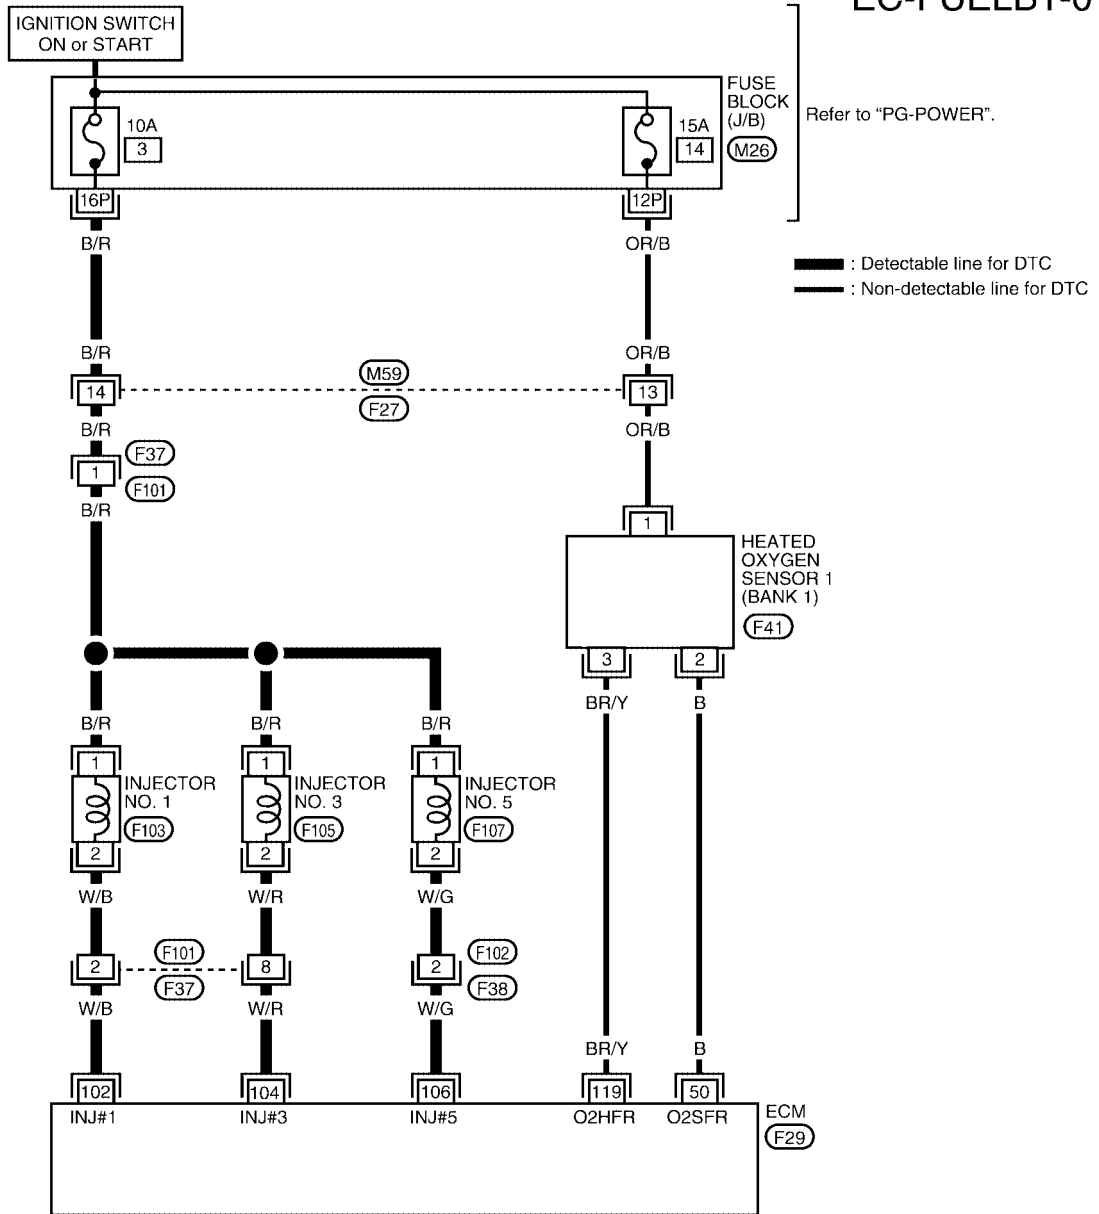 EC-FUELB1-0
IGNITION SWITCH
ON or START
FUSE
BLOCK
(J/B)
M26
Refer to “PG-POWER”.
10A
3
15A
14
16P
12P
B/R
OR/B
: Detectable line for DTC
: Non-detectable line for DTC
B/R
OR/B
14
M59
F27
13
B/R
OR/B
1
F37
F101
B/R
1
HEATED
OXYGEN
SENSOR 1
(BANK 1)
F41
3
2
BR/Y
B
B/R
B/R
B/R
1
INJECTOR
NO. 1
F103
2
1
INJECTOR
NO. 3
F105
2
1
INJECTOR
NO. 5
F107
2
W/B
W/R
W/G
2
F101
F37
8
2
F102
F38
W/B
W/R
W/G
BR/Y
B
102
104
106
119
50
INJ#1
INJ#3
INJ#5
O2HFR
O2SFR
ECM
F29